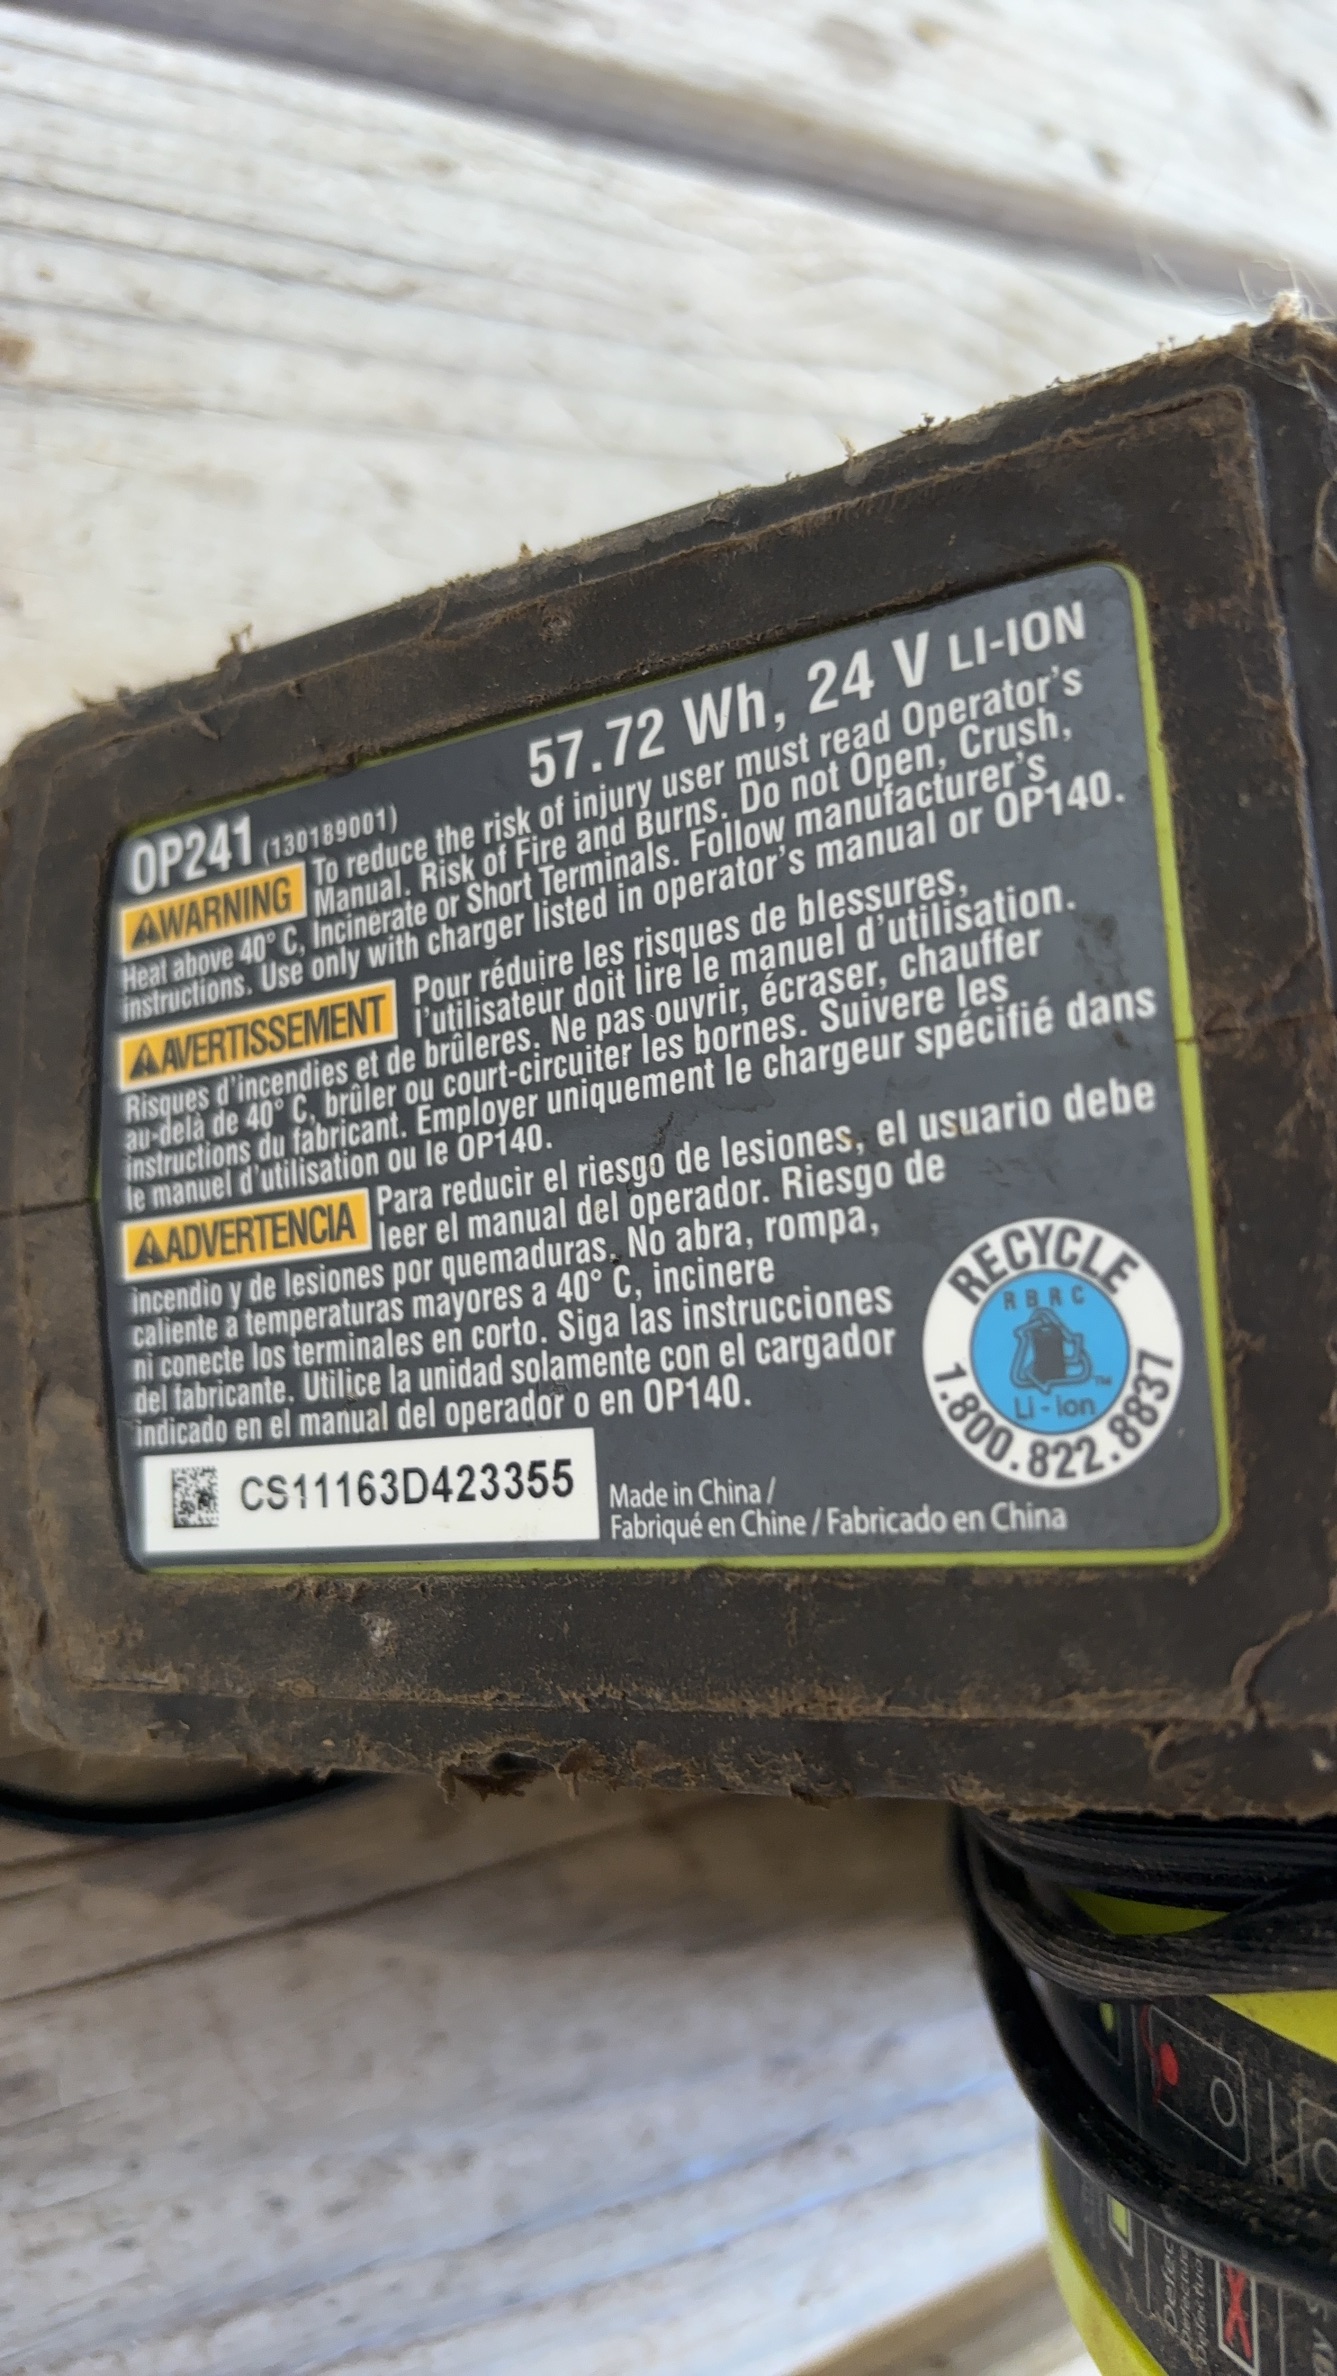 OP241 (130189001)
57.72 Wh, 24 V LI-ION
WARNING To reduce the risk of injury user must read Operator's
Manual. Risk of Fire and Burns. Do not Open, Crush,
Heat above 40° C, Incinerate or Short Terminals. Follow manufacturer's
instructions. Use only with charger listed in operator's manual or OP140.
AVERTISSEMENT Pour réduire les risques de blessures,
l'utilisateur doit lire le manuel d'utilisation.
Risques d'incendies et de brûleres. Ne pas ouvrir, écraser, chauffer
au-delà de 40° C, brûler ou court-circuiter les bornes. Suivere les
instructions du fabricant. Employer uniquement le chargeur spécifié dans
le manuel d'utilisation ou le OP140.
ADVERTENCIA Para reducir el riesgo de lesiones, el usuario debe
leer el manual del operador. Riesgo de
incendio y de lesiones por quemaduras. No abra, rompa,
caliente a temperaturas mayores a 40° C, incinere
ni conecte los terminales en corto. Siga las instrucciones
del fabricante. Utilice la unidad solamente con el cargador
indicado en el manual del operador o en OP140.
RECYCLE
RBRC
Li-Ion
TM
1.800.822.8837
CS11163D423355
Made in China /
Fabriqué en Chine / Fabricado en China